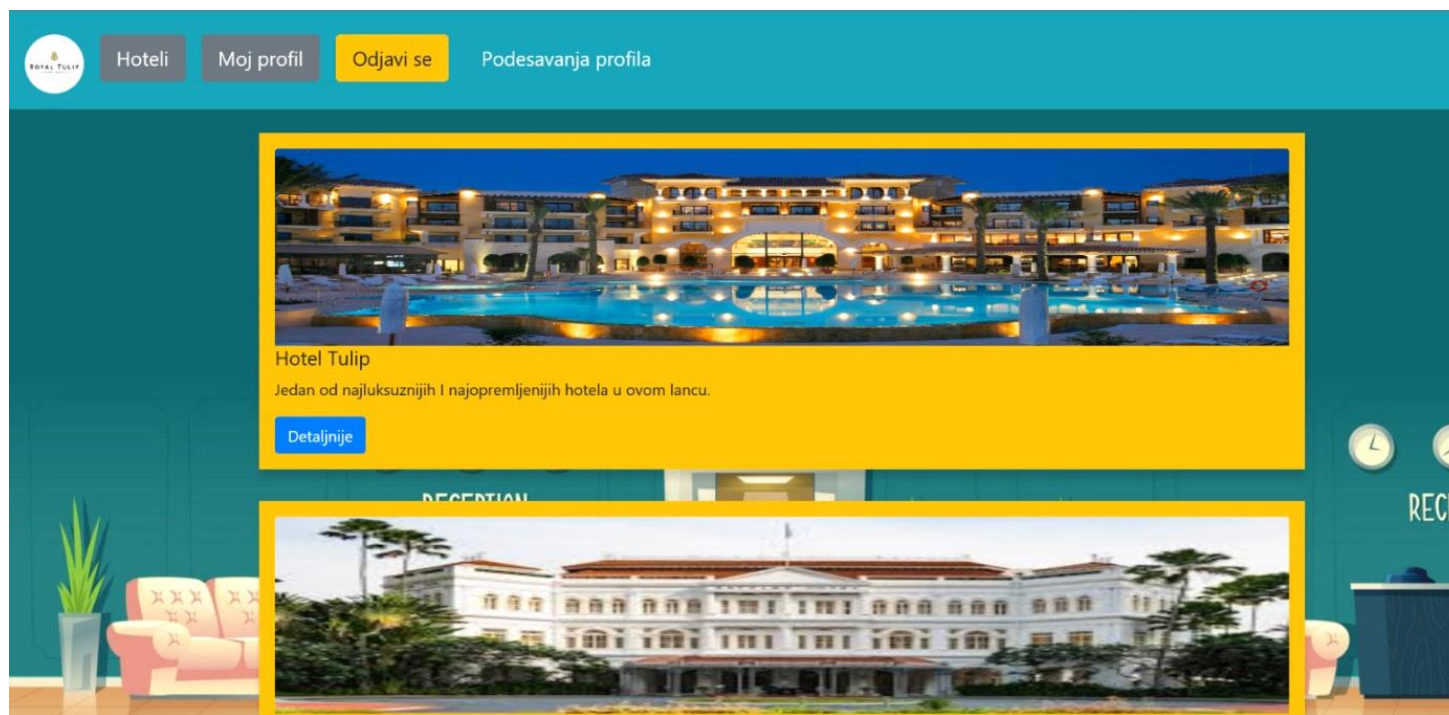 ROYAL TULIP
Hoteli
Moj profil
Odjavi se
Podesavanja profila
Hotel Tulip
Jedan od najluksuznijih I najopremljenijih hotela u ovom lancu.
Detaljnije
RECEPTION